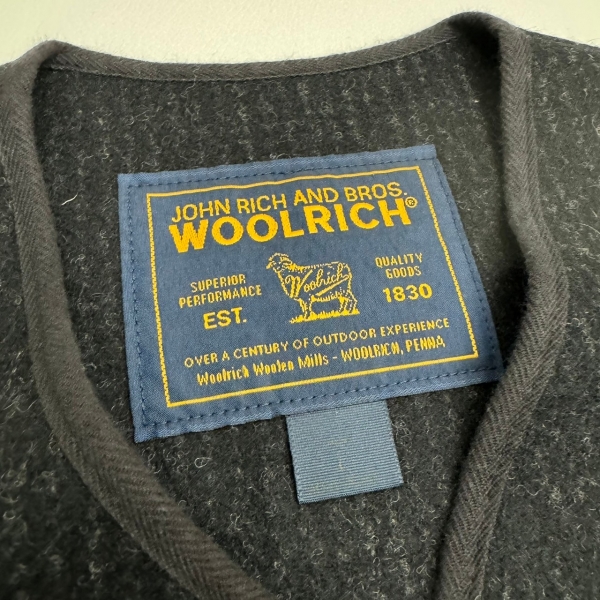 JOHN RICH AND BROS.
WOOLRICH®
SUPERIOR
PERFORMANCE
EST.
Woolrich
QUALITY
GOODS
1830
OVER A CENTURY OF OUTDOOR EXPERIENCE
Woolrich Woolen Mills - WOOLRICH, PENNA